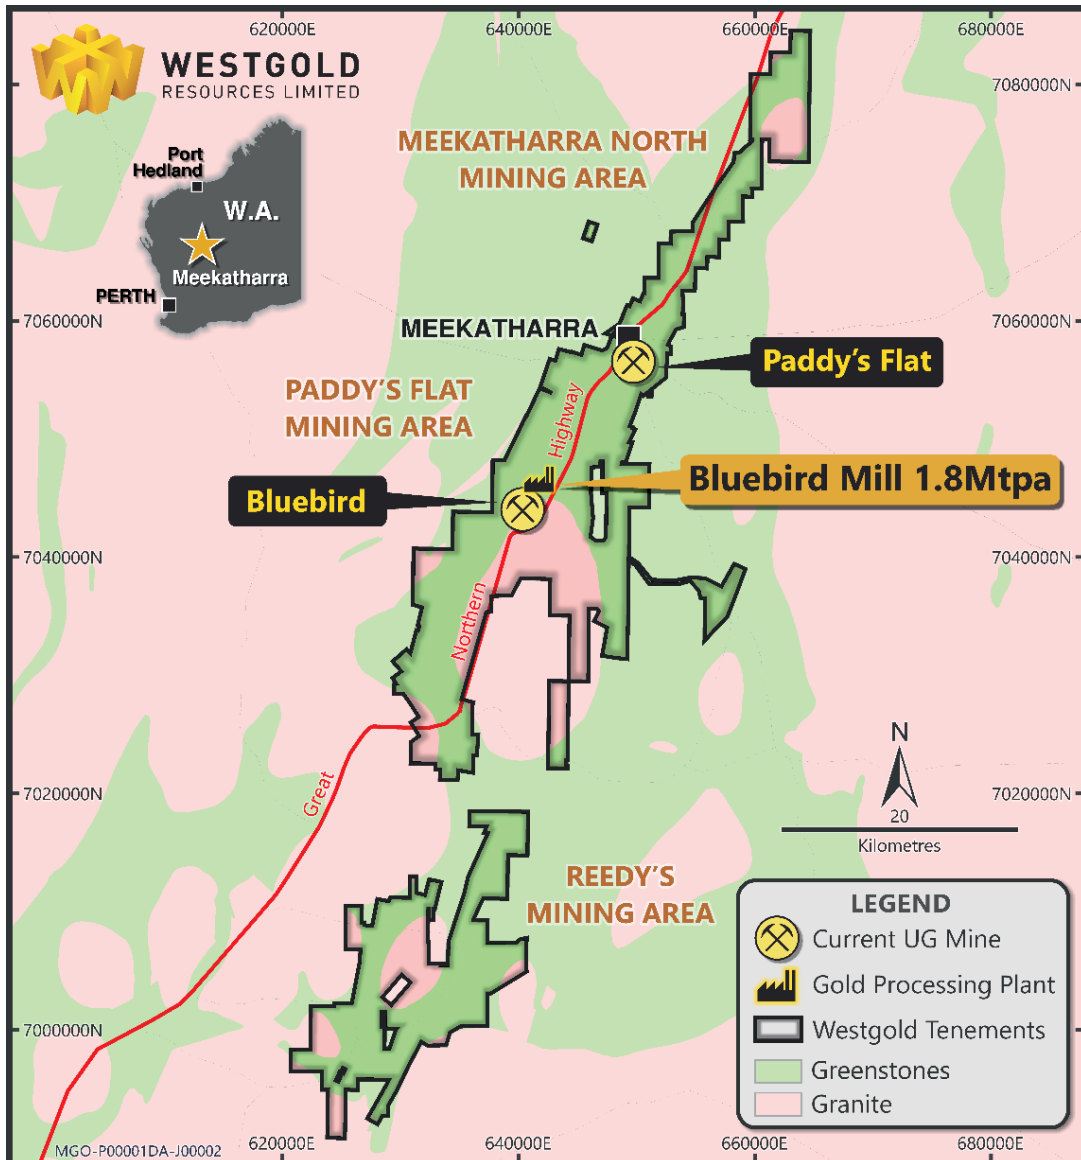 620000E
640000E
660000E
680000E
WESTGOLD
RESOURCES LIMITED
7080000N
Port
Hedland
W.A.
Meekatharra
PERTH
MEEKATHARRA NORTH
MINING AREA
7060000N
7060000N
MEEKATHARRA
Paddy's Flat
PADDY'S FLAT
MINING AREA
Highway
Bluebird
Bluebird Mill 1.8Mtpa
7040000N
7040000N
Northern
Great
7020000N
7020000N
N
20
Kilometres
REEDY'S
MINING AREA
LEGEND
Current UG Mine
Gold Processing Plant
Westgold Tenements
Greenstones
Granite
7000000N
MGO-P00001DA-J00002
620000E
640000E
660000E
680000E